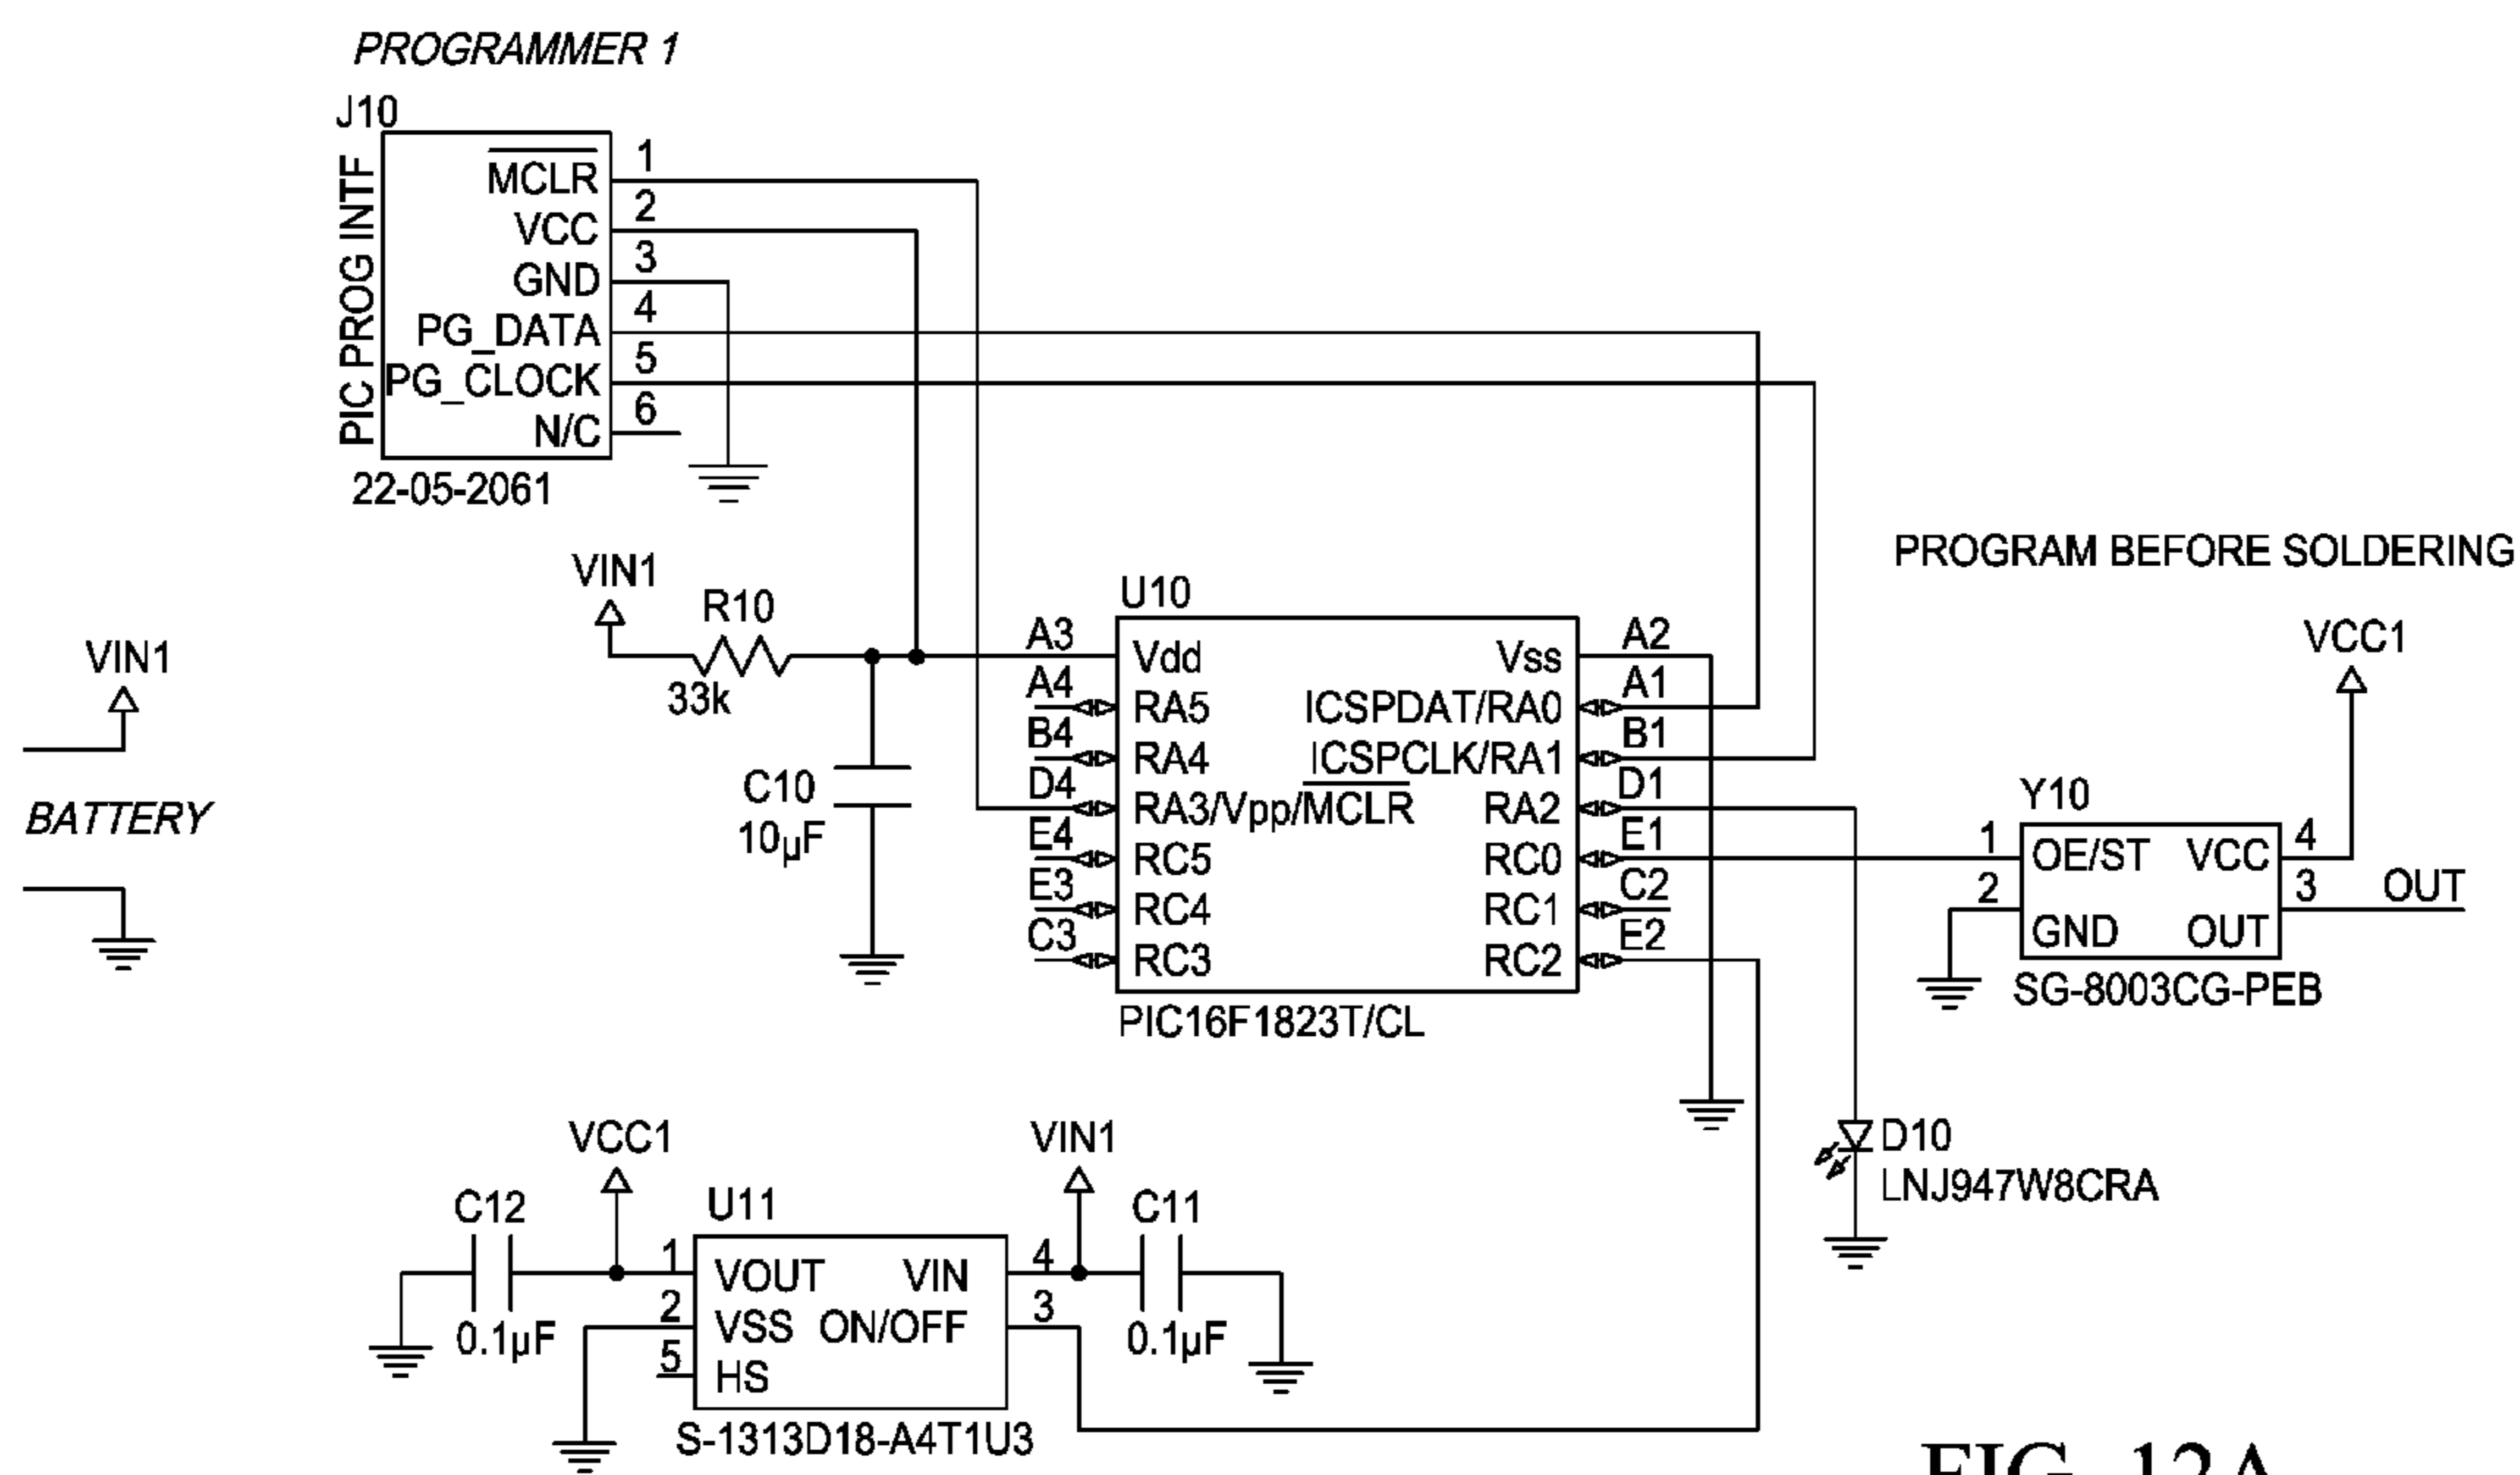 PROGRAMMER 1
J10
PIC PROG INTF
MCLR 1
VCC 2
GND 3
PG_DATA 4
PG_CLOCK 5
N/C 6
22-05-2061
VIN1
BATTERY
VIN1
R10
33k
C10
10µF
U10
A3 Vdd
A4 RA5
B4 RA4
D4 RA3/Vpp/MCLR
E4 RC5
E3 RC4
C3 RC3
Vss A2
ICSPDAT/RA0 A1
ICSPCLK/RA1 B1
RA2 D1
RC0 E1
RC1 C2
RC2 E2
PIC16F1823T/CL
PROGRAM BEFORE SOLDERING
VCC1
Y10
1 OE/ST VCC 4
2 GND OUT 3 OUT
SG-8003CG-PEB
D10
LNJ947W8CRA
VCC1
C12
0.1µF
U11
1 VOUT VIN 4
2 VSS ON/OFF 3
5 HS
S-1313D18-A4T1U3
VIN1
C11
0.1µF
FIG. 12A